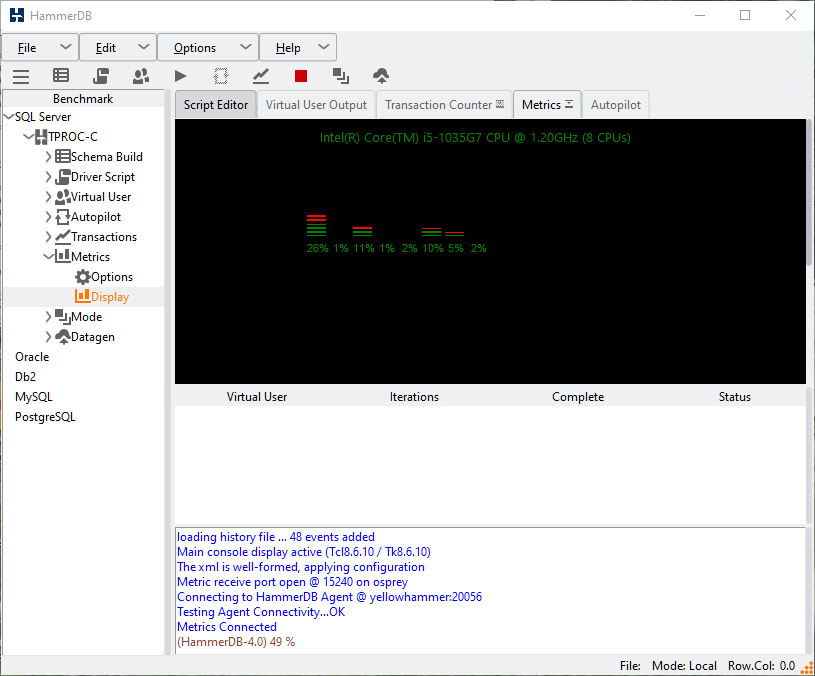 HammerDB
File Edit Options Help
Benchmark
SQL Server
TPROC-C
Schema Build
Driver Script
Virtual User
Autopilot
Transactions
Metrics
Options
Display
Mode
Datagen
Oracle
Db2
MySQL
PostgreSQL
Script Editor Virtual User Output Transaction Counter Metrics Autopilot
Intel(R) Core(TM) i5-1035G7 CPU @ 1.20GHz (8 CPUs)
26% 1% 11% 1% 2% 10% 5% 2%
Virtual User Iterations Complete Status
loading history file ... 48 events added
Main console display active (Tcl8.6.10 / Tk8.6.10)
The xml is well-formed, applying configuration
Metric receive port open @ 15240 on osprey
Connecting to HammerDB Agent @ yellowhammer:20056
Testing Agent Connectivity...OK
Metrics Connected
(HammerDB-4.0) 49 %
File: Mode: Local Row.Col: 0.0